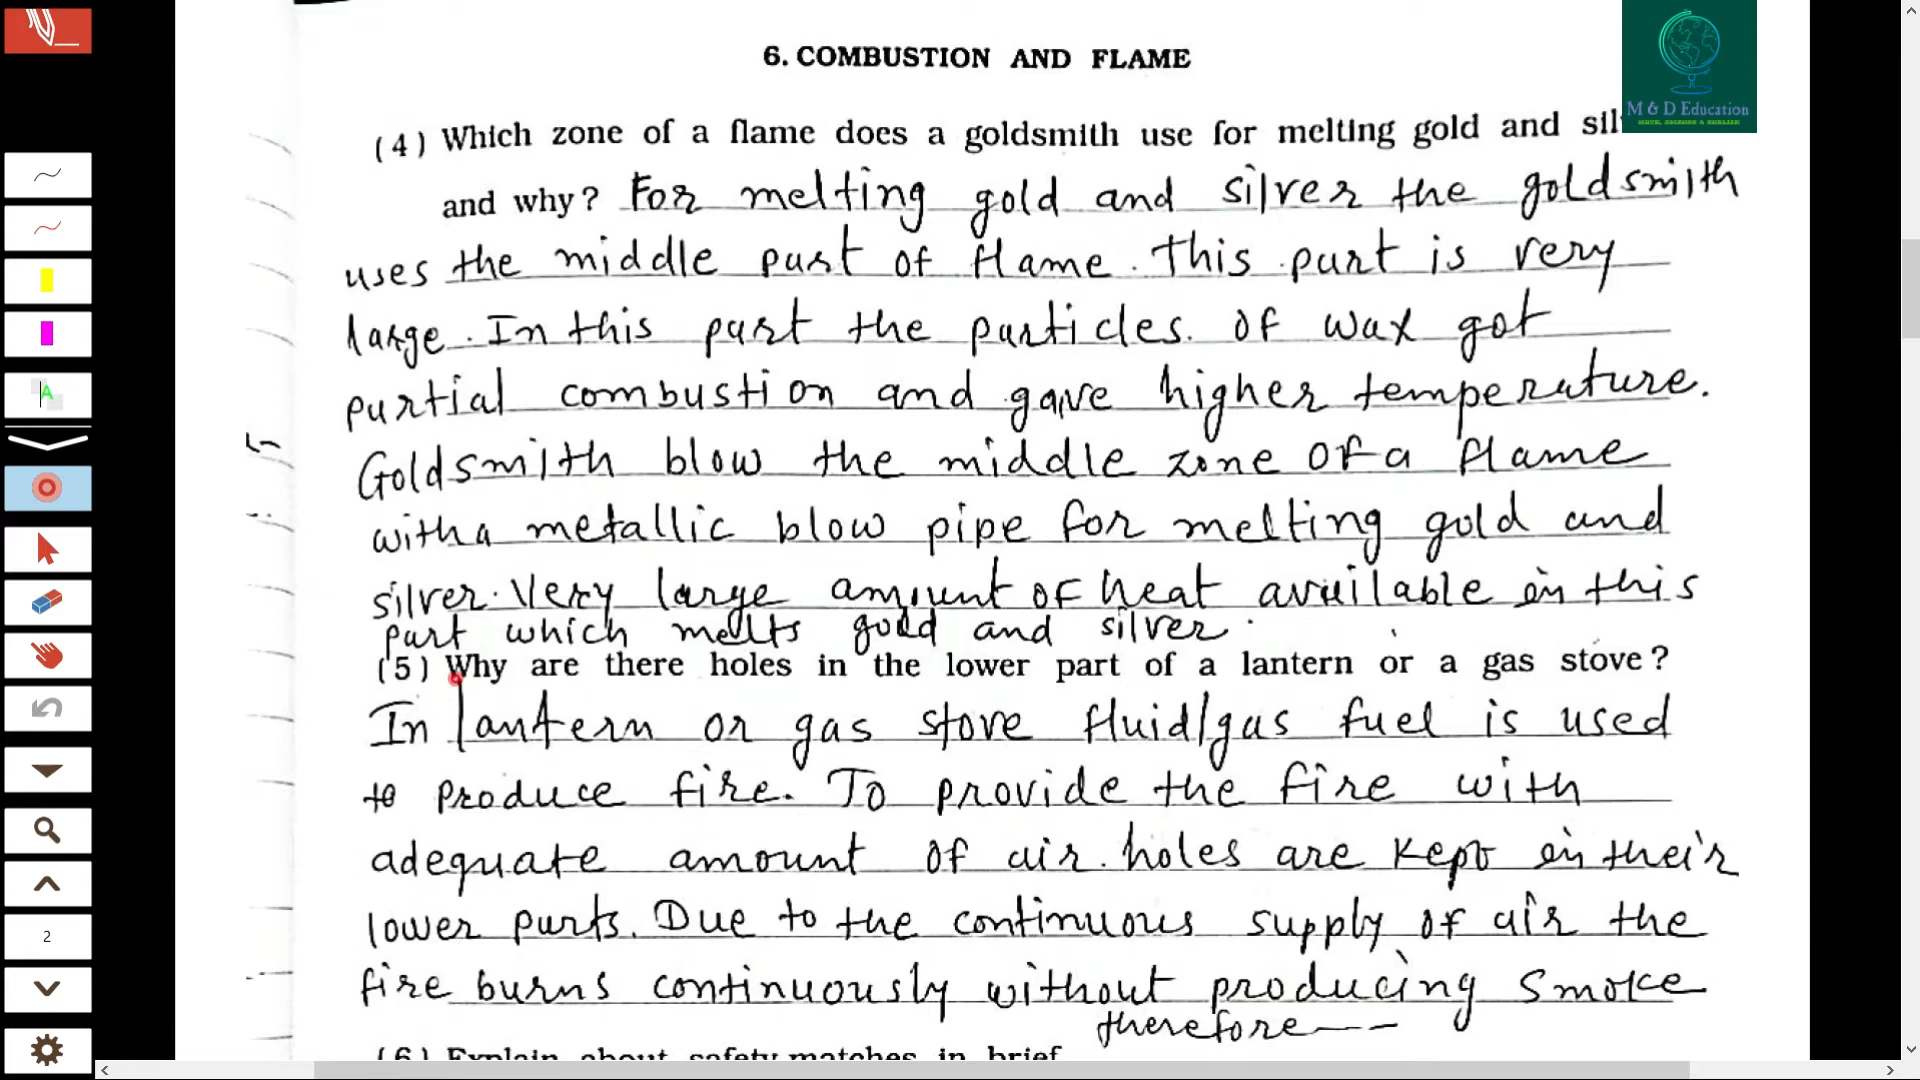 6. COMBUSTION AND FLAME
M & D Education
(4) Which zone of a flame does a goldsmith use for melting gold and sil
and why? For melting gold and silver the goldsmith
uses the middle part of flame. This part is very
large. In this part the particles of wax got
partial combustion and gave higher temperature.
Goldsmith blow the middle zone of a flame
with a metallic blow pipe for melting gold and
silver. Very large amount of heat available in this
part which melts gold and silver.
(5) Why are there holes in the lower part of a lantern or a gas stove?
In lantern or gas stove fluid/gas fuel is used
to produce fire. To provide the fire with
adequate amount of air holes are kept in their
lower parts. Due to the continuous supply of air the
fire burns continuously without producing smoke
therefore
(6) Explain about safety matches in brief
2